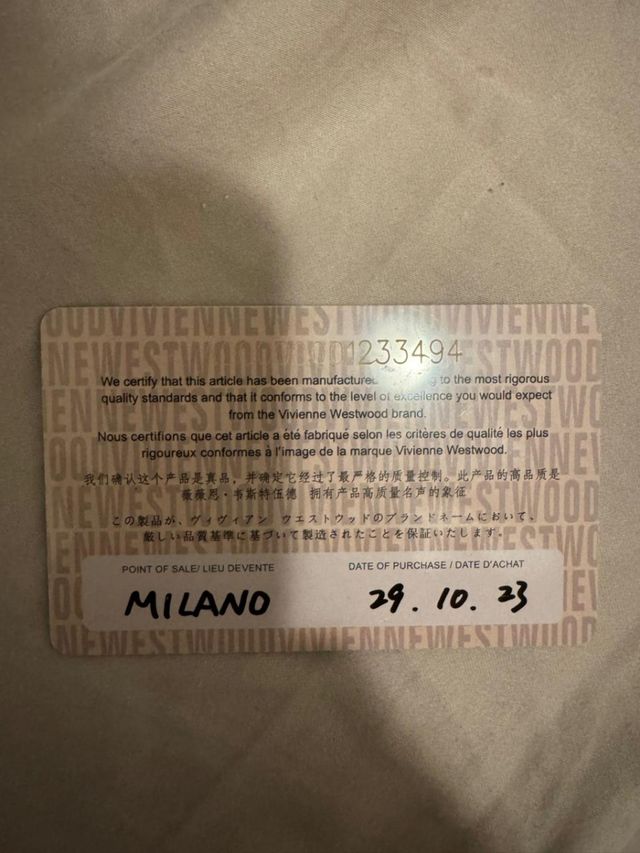 We certify that this article has been manufactured to the most rigorous
quality standards and that it conforms to the level of excellence you would expect
from the Vivienne Westwood brand.
Nous certifions que cet article a été fabriqué selon les critères de qualité les plus
rigoureux conformes à l'image de la marque Vivienne Westwood.
我们确认这个产品是真品，并确定它经过了最严格的质量控制。此产品的高品质是
薇薇恩·韦斯特伍德 拥有产品高质量名声的象征
この製品が、ヴィヴィアン ウエストウッドのブランドネームにおいて、
厳しい品質基準に基づいて製造されたことを保証いたします。
POINT OF SALE/ LIEU DEVENTE
DATE OF PURCHASE / DATE D'ACHAT
MILANO
29. 10. 23